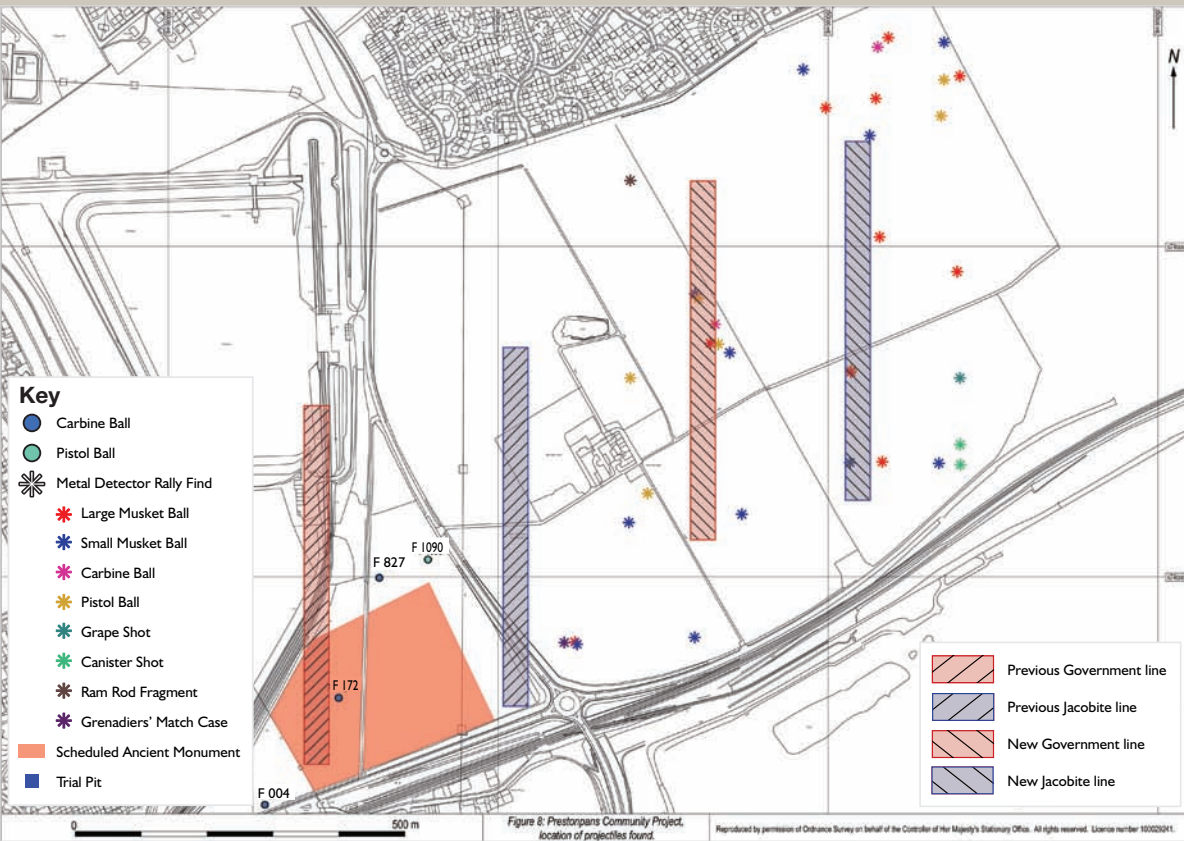 N
Key
Carbine Ball
Pistol Ball
Metal Detector Rally Find
Large Musket Ball
Small Musket Ball
Carbine Ball
Pistol Ball
Grape Shot
Canister Shot
Ram Rod Fragment
Grenadiers' Match Case
Scheduled Ancient Monument
Trial Pit
F 827
F 1090
F 172
F 004
Previous Government line
Previous Jacobite line
New Government line
New Jacobite line
0
500 m
Figure 8: Prestonpans Community Project,
location of projectiles found.
Reproduced by permission of Ordnance Survey on behalf of the Controller of Her Majesty's Stationary Office. All rights reserved. Licence number 100029241.